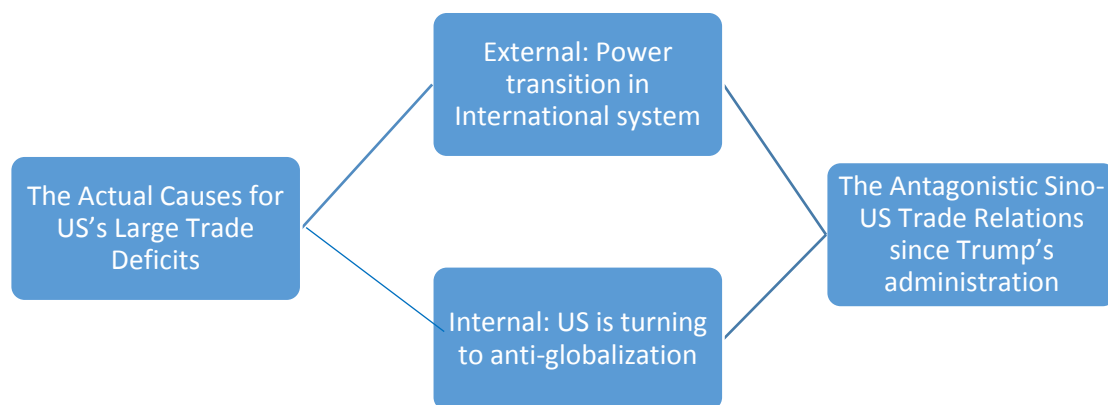 External: Power
transition in
International system
The Actual Causes for
US’s Large Trade
Deficits
The Antagonistic Sino-
US Trade Relations
since Trump’s
administration
Internal: US is turning
to anti-globalization